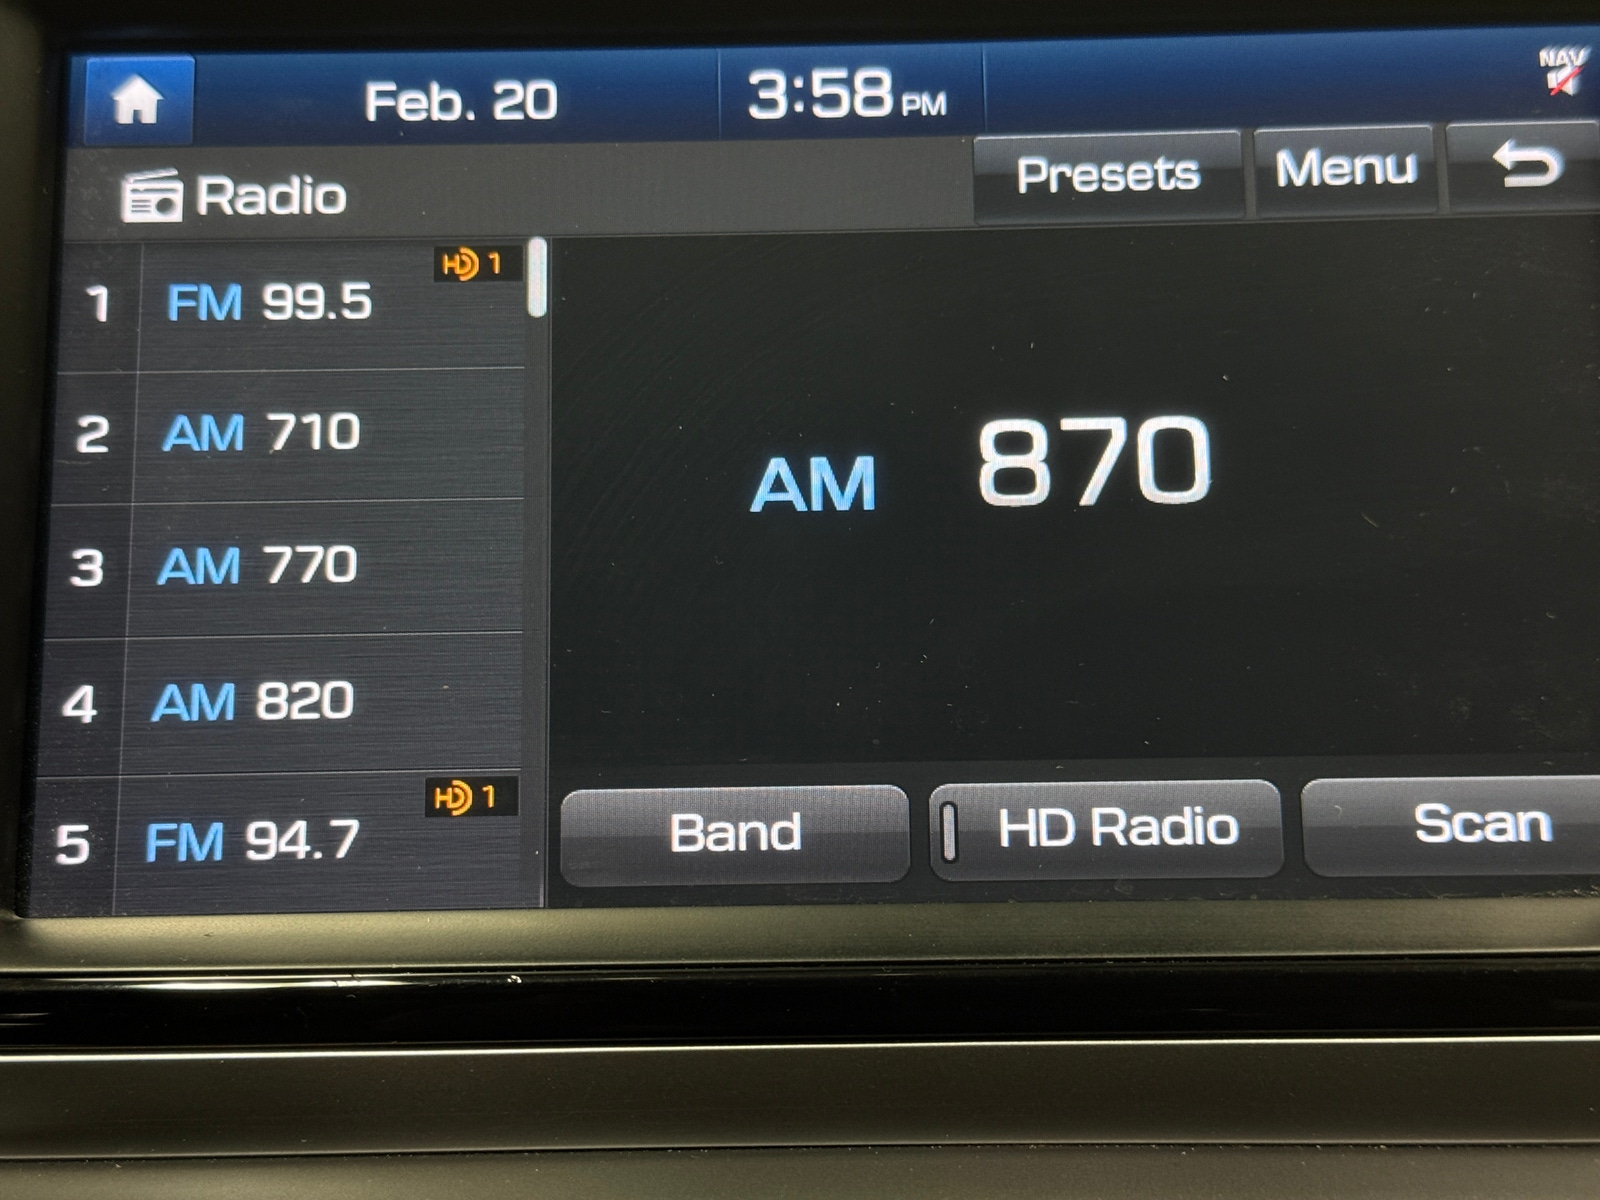 Feb. 20 3:58 PM NAV
Radio Presets Menu
1 FM 99.5 HD 1
2 AM 710
3 AM 770
4 AM 820
5 FM 94.7 HD 1
AM 870
Band HD Radio Scan